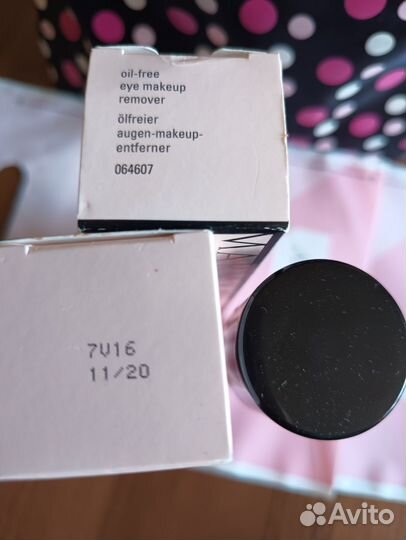 oil-free
eye makeup
remover
ölfreier
augen-makeup-
entferner
064607
7V16
11/20
Avito